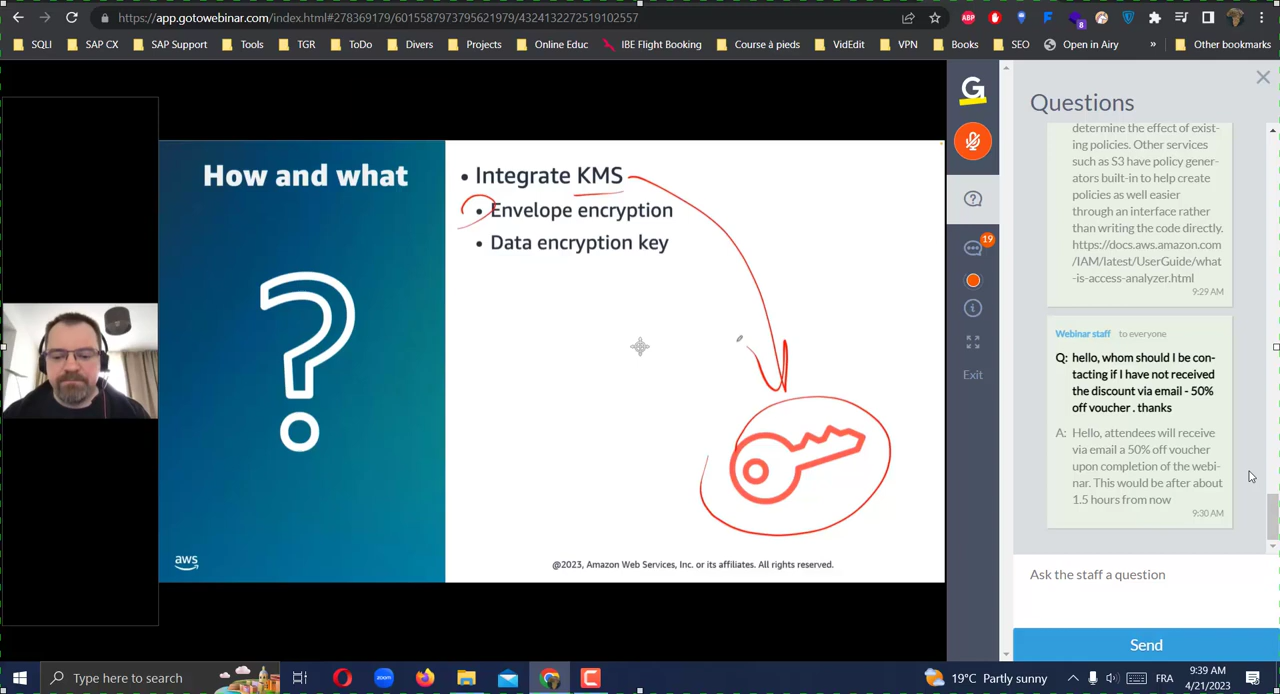 https://app.gotowebinar.com/index.html#278369179/6015587973795621979/4324132272519102557
ABP
8
SQLI
SAP CX
SAP Support
Tools
TGR
ToDo
Divers
Projects
Online Educ
IBE Flight Booking
Course à pieds
VidEdit
VPN
Books
SEO
Open in Airy
»
Other bookmarks
How and what
aws
• Integrate KMS
• Envelope encryption
• Data encryption key
@2023, Amazon Web Services, Inc. or its affiliates. All rights reserved.
G
19
Exit
Questions
determine the effect of exist-
ing policies. Other services
such as S3 have policy gener-
ators built-in to help create
policies as well easier
through an interface rather
than writing the code directly.
https://docs.aws.amazon.com
/IAM/latest/UserGuide/what
-is-access-analyzer.html
9:29 AM
Webinar staff to everyone
Q: hello, whom should I be con-
tacting if I have not received
the discount via email - 50%
off voucher . thanks
A: Hello, attendees will receive
via email a 50% off voucher
upon completion of the webi-
nar. This would be after about
1.5 hours from now
9:30 AM
Ask the staff a question
Send
Type here to search
zoom
19°C Partly sunny
FRA
9:39 AM
4/21/2023